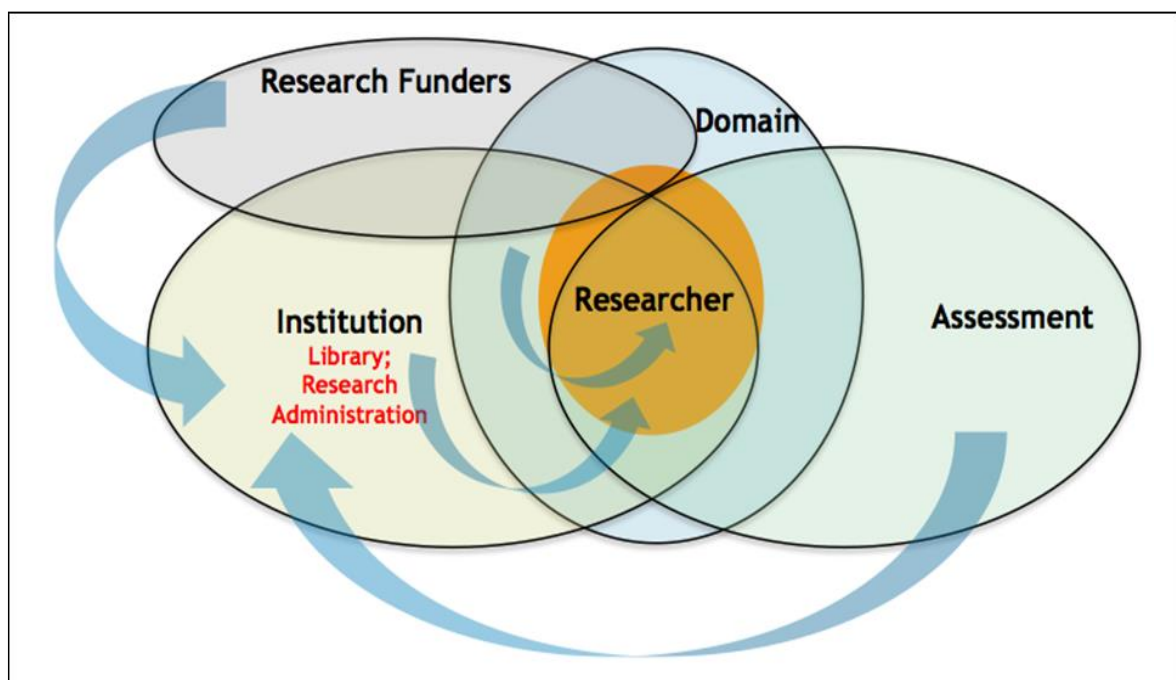 Research Funders
Domain
Researcher
Institution
Library;
Research
Administration
Assessment